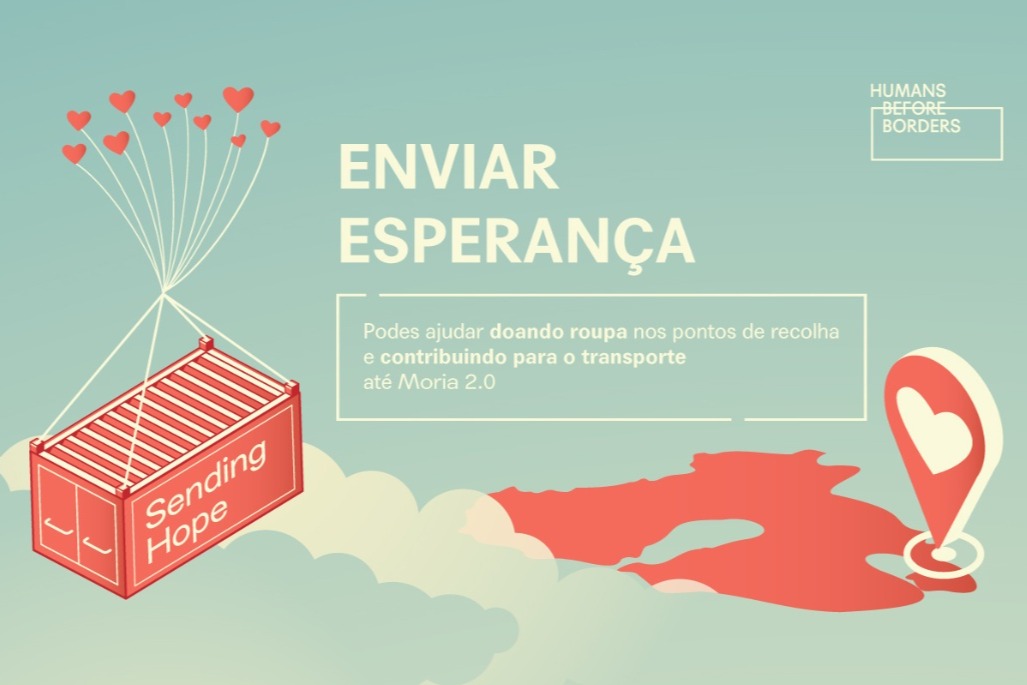 HUMANS
BEFORE
BORDERS
ENVIAR
ESPERANÇA
Podes ajudar doando roupa nos pontos de recolha
e contribuindo para o transporte
até Moria 2.0
Sending
Hope